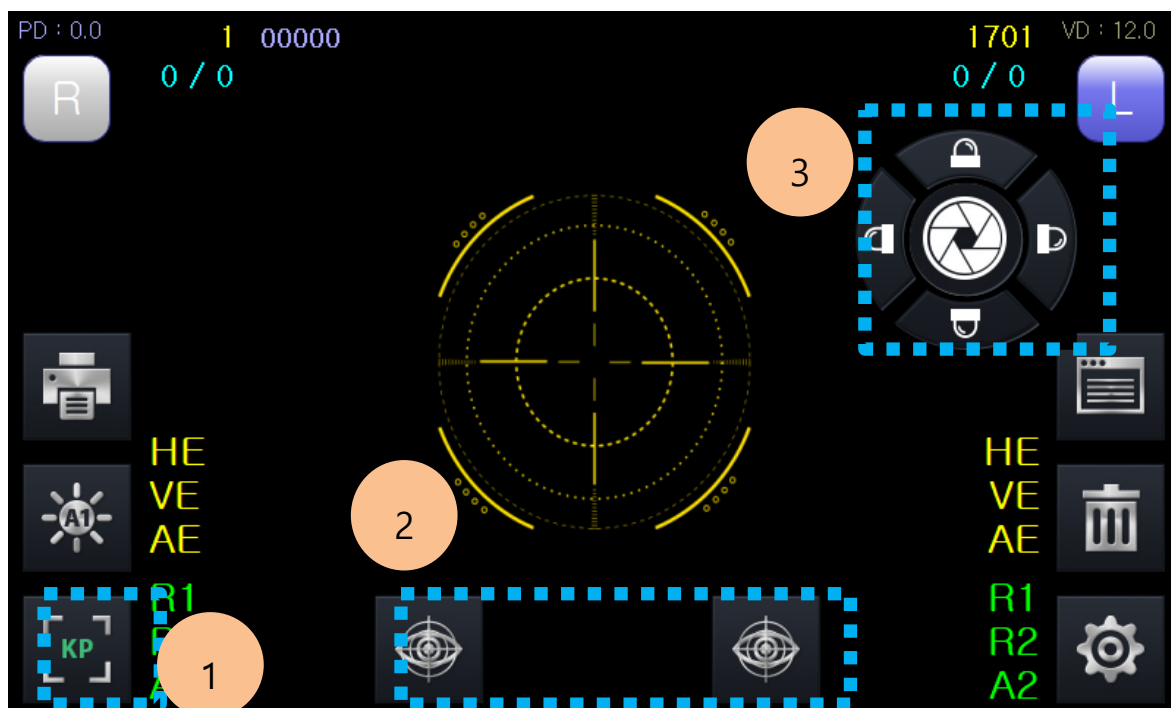 PD : 0.0
1 00000
1701
VD : 12.0
0 / 0
0 / 0
R
L
3
HE
HE
VE
VE
A1
AE
AE
2
R1
R1
KP
R2
1
A2